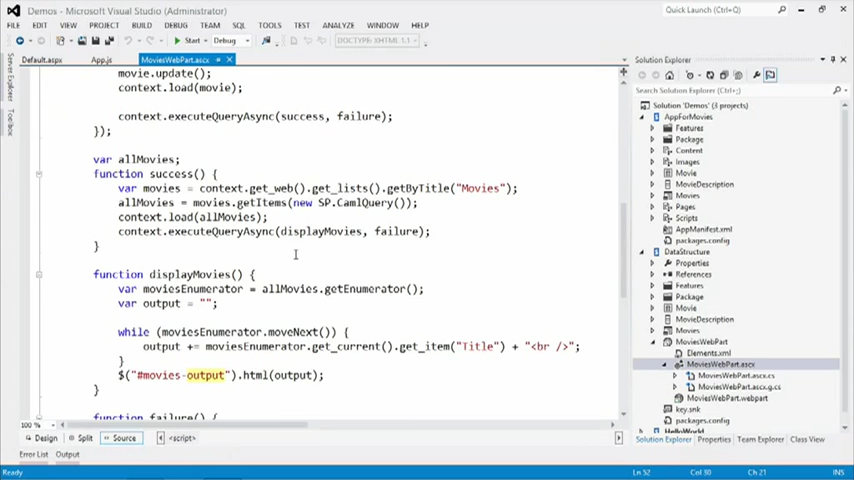 Demos - Microsoft Visual Studio (Administrator)
Quick Launch (Ctrl+Q)
FILE EDIT VIEW PROJECT BUILD DEBUG TEAM SQL TOOLS TEST ANALYZE WINDOW HELP
Start Debug DOCTYPE: XHTML 1.1
Default.aspx App.js MoviesWebPart.ascx
Server Explorer
Toolbox
movie.update();
context.load(movie);
context.executeQueryAsync(success, failure);
});
var allMovies;
function success() {
var movies = context.get_web().get_lists().getByTitle("Movies");
allMovies = movies.getItems(new SP.CamlQuery());
context.load(allMovies);
context.executeQueryAsync(displayMovies, failure);
}
function displayMovies() {
var moviesEnumerator = allMovies.getEnumerator();
var output = "";
while (moviesEnumerator.moveNext()) {
output += moviesEnumerator.get_current().get_item("Title") + "<br />";
}
$("#movies-output").html(output);
}
function failure() {
100 %
Design Split Source <script>
Error List Output
Solution Explorer
Search Solution Explorer (Ctrl+;)
Solution 'Demos' (3 projects)
AppForMovies
Features
Package
Content
Images
Movie
MovieDescription
Movies
Pages
Scripts
AppManifest.xml
packages.config
DataStructure
Properties
References
Features
Package
Movie
MovieDescription
Movies
MoviesWebPart
Elements.xml
MoviesWebPart.ascx
MoviesWebPart.ascx.cs
MoviesWebPart.ascx.g.cs
MoviesWebPart.webpart
key.snk
packages.config
HelloWorld
Solution Explorer Properties Team Explorer Class View
Ready Ln 52 Col 30 Ch 21 INS